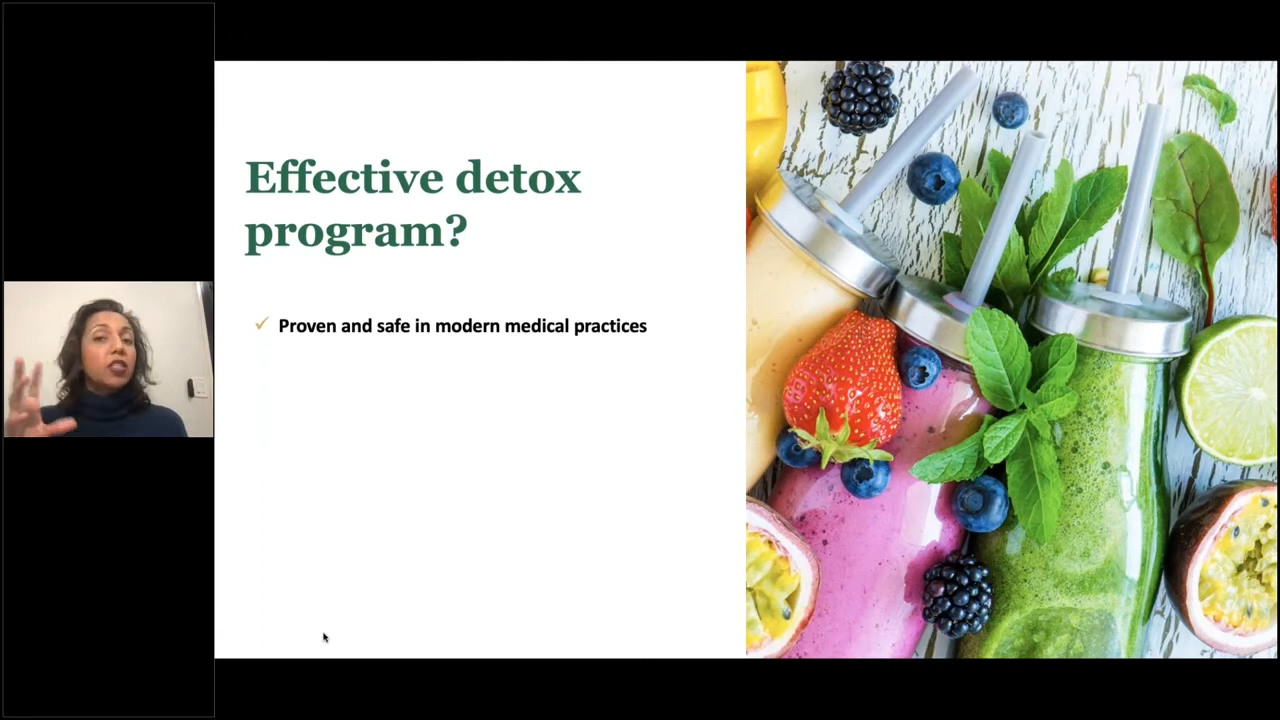 Effective detox
program?
Proven and safe in modern medical practices